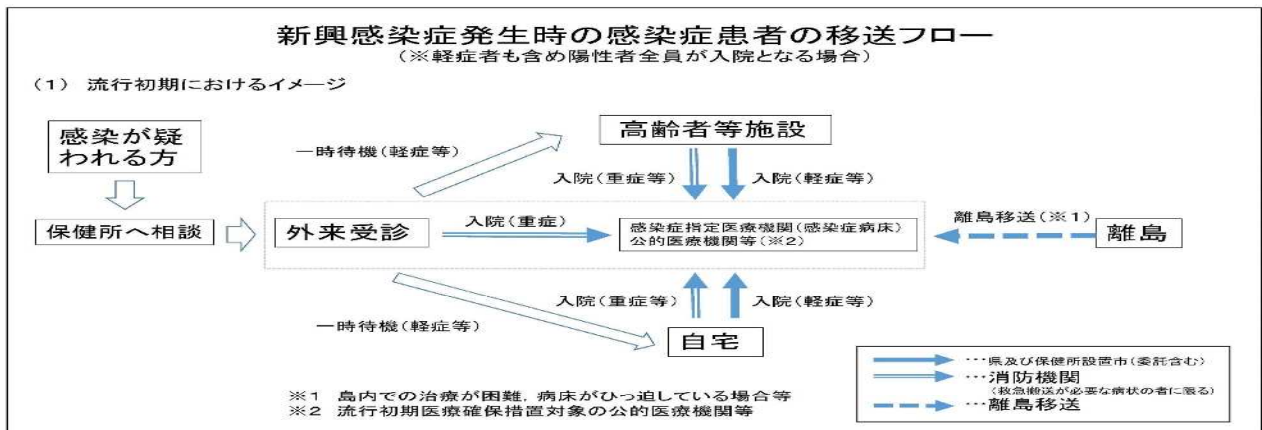 新興感染症発生時の感染症患者の移送フロー
(※軽症者も含め陽性者全員が入院となる場合)
(1) 流行初期におけるイメージ
感染が疑
われる方
一時待機(軽症等)
高齢者等施設
入院(重症等)
入院(軽症等)
保健所へ相談
外来受診
入院(重症)
感染症指定医療機関(感染症病床)
公的医療機関等(※2)
離島移送(※1)
離島
入院(重症等)
入院(軽症等)
一時待機(軽症等)
自宅
※1 島内での治療が困難, 病床がひっ迫している場合等
※2 流行初期医療確保措置対象の公的医療機関等
…県及び保健所設置市(委託含む)
…消防機関
(救急搬送が必要な病状の者に限る)
…離島移送